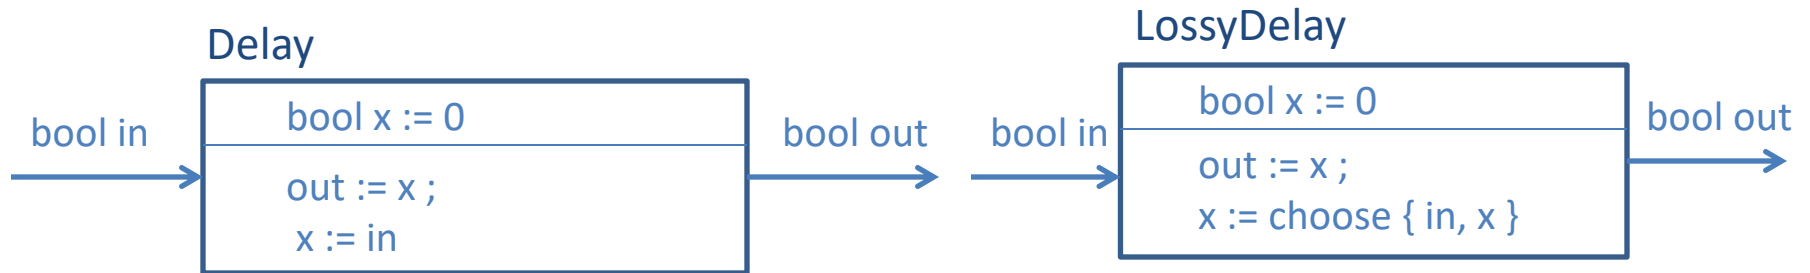 Delay
bool in
bool x := 0
out := x ;
x := in
bool out
LossyDelay
bool in
bool x := 0
out := x ;
x := choose { in, x }
bool out